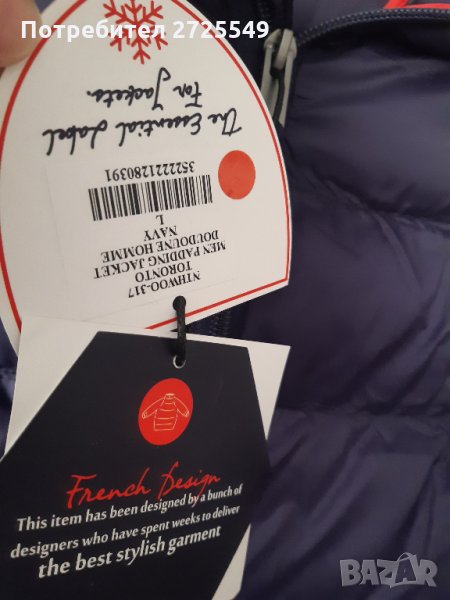 Потребител 2725549
The Essential Label
For Jackets.
3522221280391
L
NAVY
DOUDOUNE HOMME
MEN PADDING JACKET
TORONTO
NTHWOO-317
French Design
This item has been designed by a bunch of
designers who have spent weeks to deliver
the best stylish garment
BAZAR